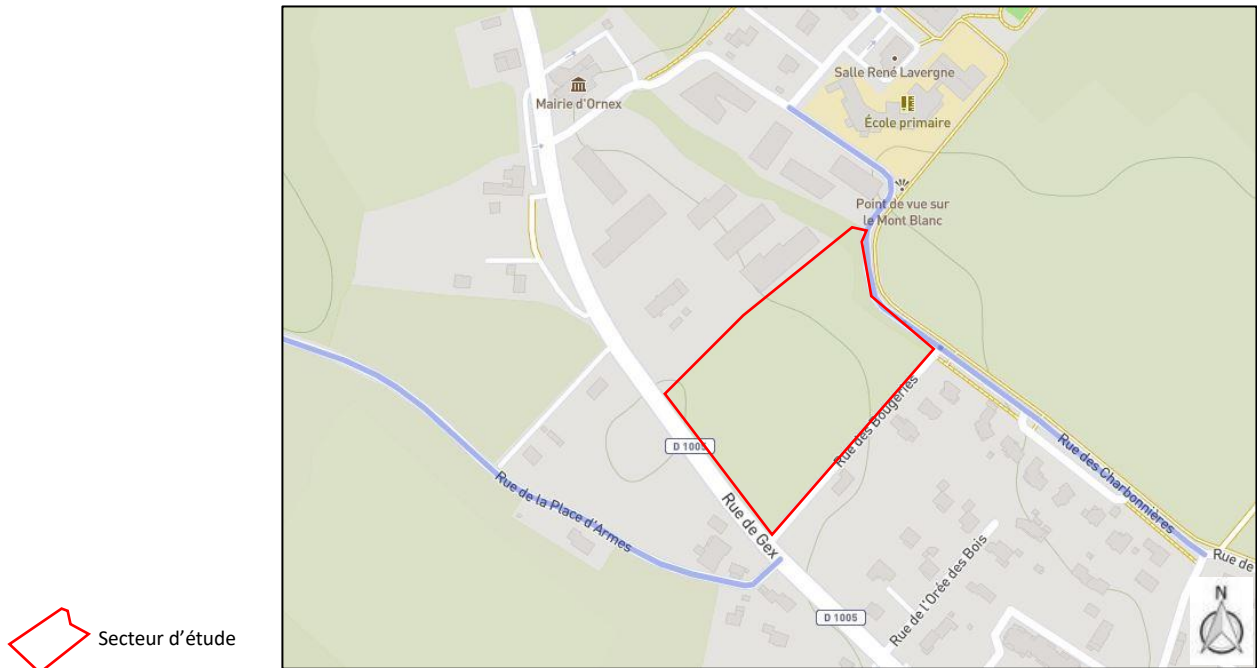 Salle René Lavergne
Mairie d'Ornex
École primaire
Point de vue sur
le Mont Blanc
D 1005
Rue des Bougeries
Rue de la Place d'Armes
Rue de Gex
Rue des Charbonnières
Rue de l'Orée des Bois
Rue de
D 1005
N
Secteur d'étude